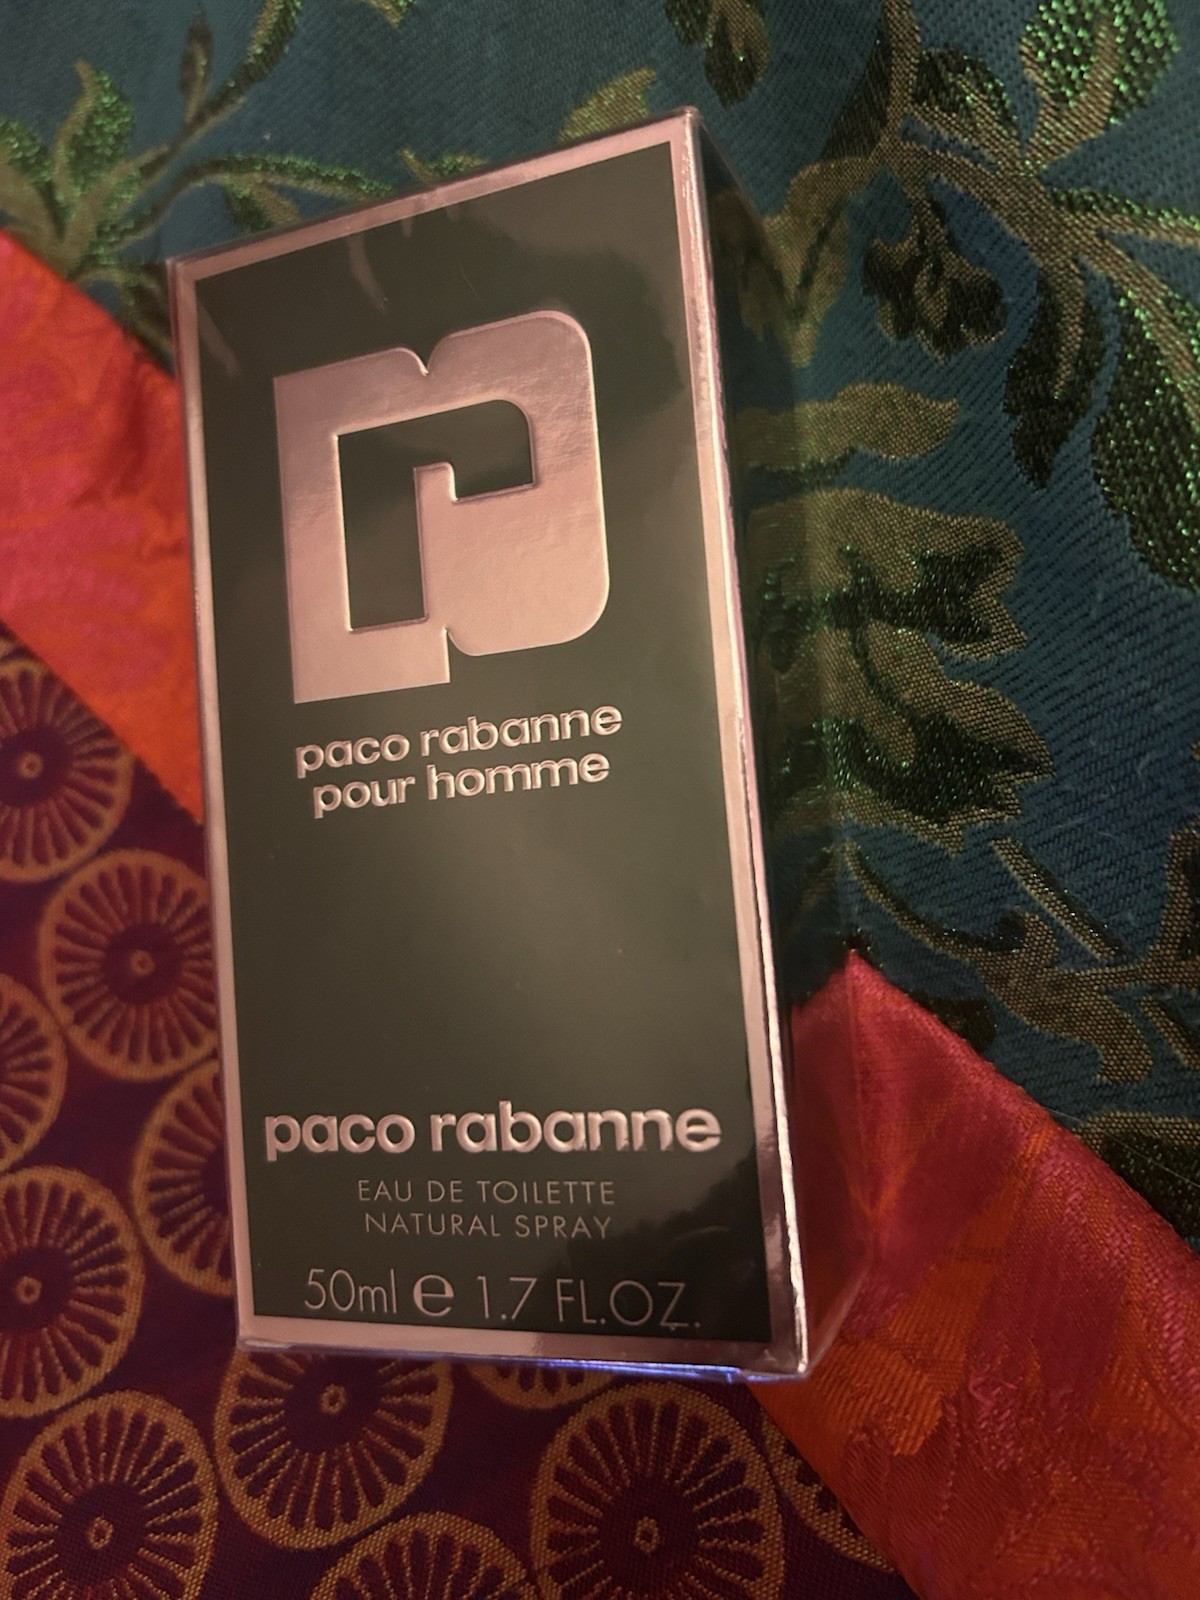 paco rabanne
pour homme
paco rabanne
EAU DE TOILETTE
NATURAL SPRAY
50ml e 1.7 FL.OZ.